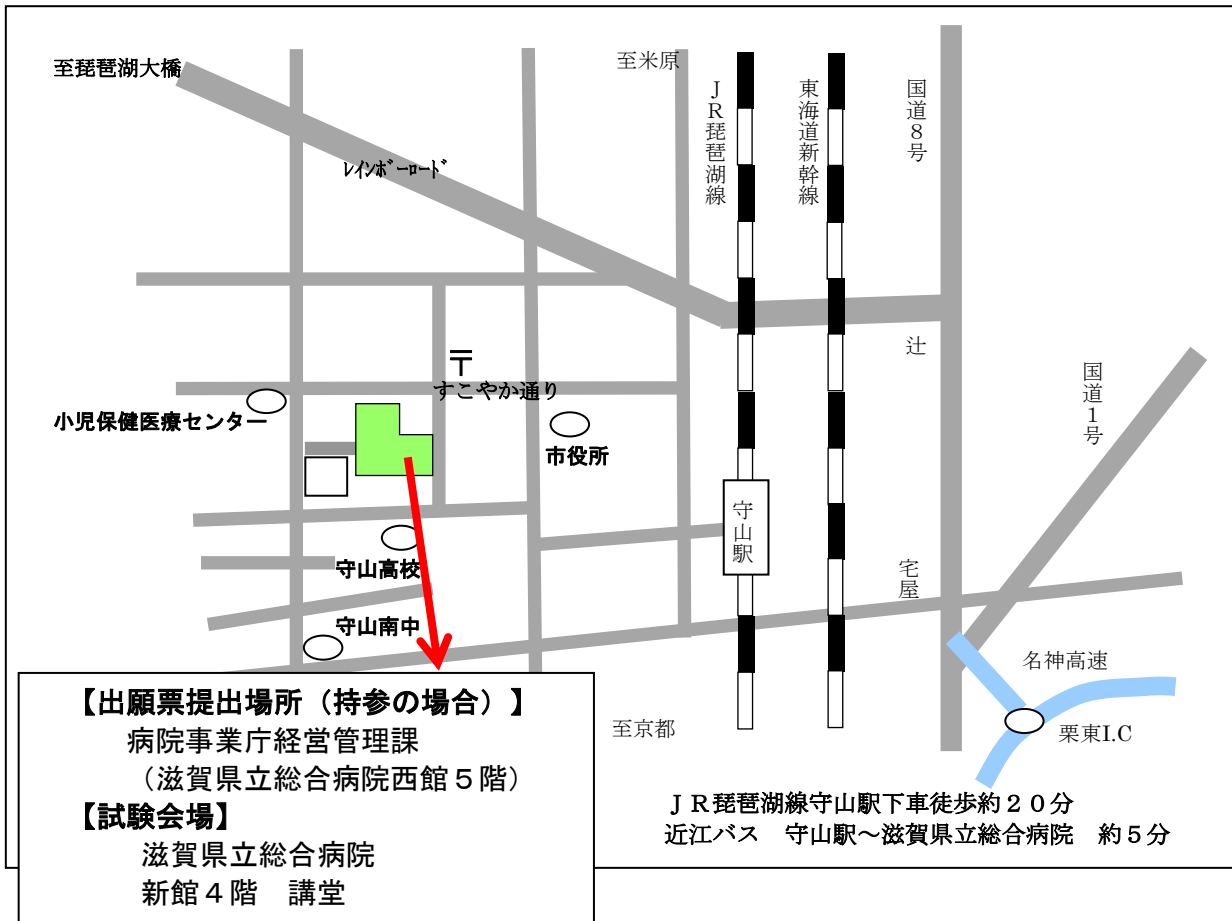 至琵琶湖大橋
至米原
ＪＲ琵琶湖線
東海道新幹線
国道８号
ﾚｲﾝﾎﾞｰﾛｰﾄﾞ
辻
〒
すこやか通り
国道１号
小児保健医療センター
市役所
守山駅
守山高校
宅屋
守山南中
名神高速
至京都
栗東I.C
【出願票提出場所（持参の場合）】
病院事業庁経営管理課
（滋賀県立総合病院西館５階）
【試験会場】
滋賀県立総合病院
新館４階　講堂
ＪＲ琵琶湖線守山駅下車徒歩約２０分
近江バス　守山駅～滋賀県立総合病院　約５分